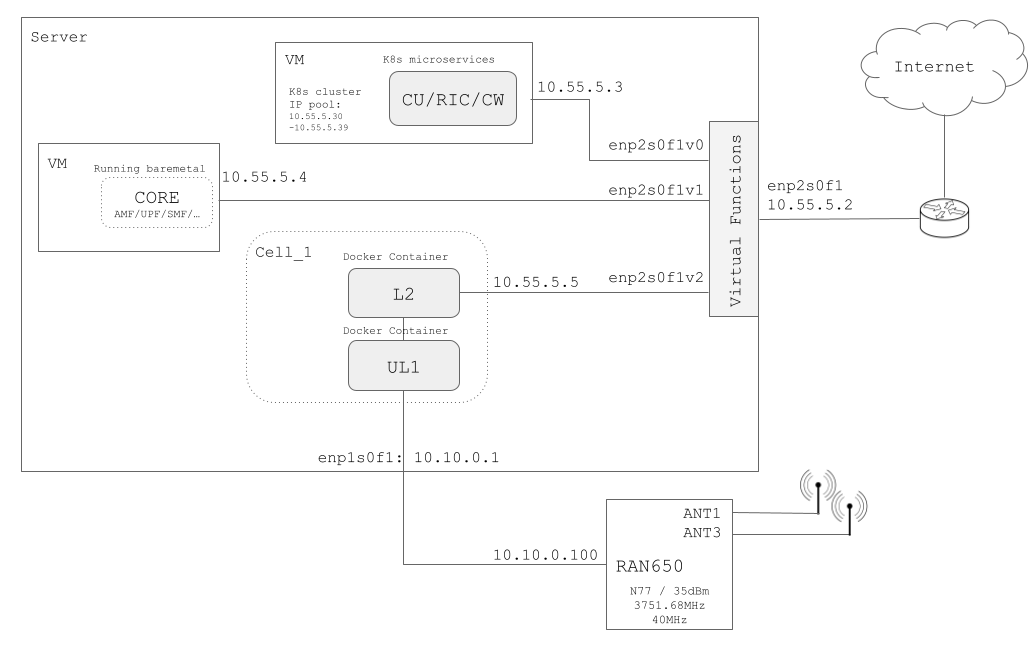 Server
VM
K8s microservices
K8s cluster
IP pool:
10.55.5.30
-10.55.5.39
CU/RIC/CW
10.55.5.3
enp2s0f1v0
VM
Running baremetal
CORE
AMF/UPF/SMF/…
10.55.5.4
enp2s0f1v1
Virtual Functions
enp2s0f1
10.55.5.2
Internet
Cell_1
Docker Container
L2
10.55.5.5
enp2s0f1v2
Docker Container
UL1
enp1s0f1: 10.10.0.1
10.10.0.100
ANT1
ANT3
RAN650
N77 / 35dBm
3751.68MHz
40MHz